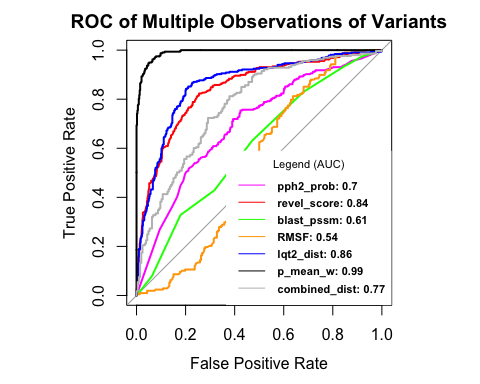 ROC of Multiple Observations of Variants
True Positive Rate
1.0
0.8
0.6
0.4
0.2
0.0
Legend (AUC)
pph2_prob: 0.7
revel_score: 0.84
blast_pssm: 0.61
RMSF: 0.54
lqt2_dist: 0.86
p_mean_w: 0.99
combined_dist: 0.77
0.0 0.2 0.4 0.6 0.8 1.0
False Positive Rate